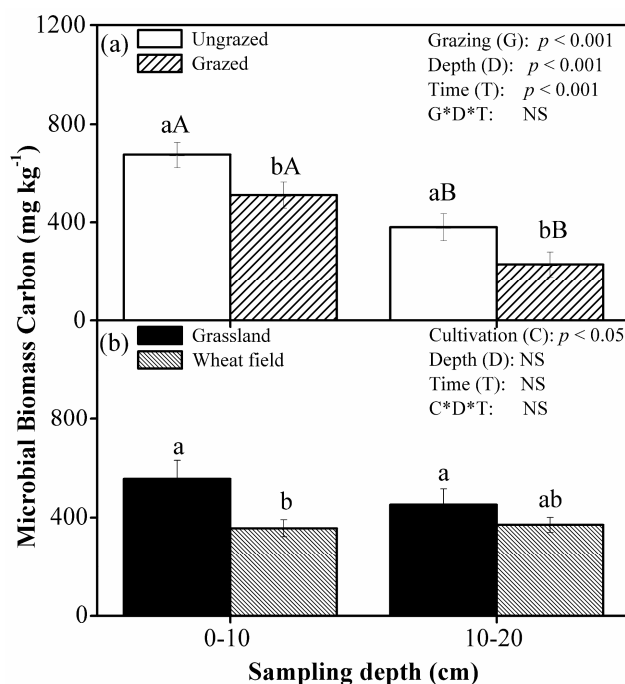 Microbial Biomass Carbon (mg kg⁻¹)
1200
800
400
0
(a)
Ungrazed
Grazed
Grazing (G): p < 0.001
Depth (D): p < 0.001
Time (T): p < 0.001
G*D*T: NS
aA
bA
aB
bB
800
400
0
(b)
Grassland
Wheat field
Cultivation (C): p < 0.05
Depth (D): NS
Time (T): NS
C*D*T: NS
a
b
a
ab
0-10
10-20
Sampling depth (cm)